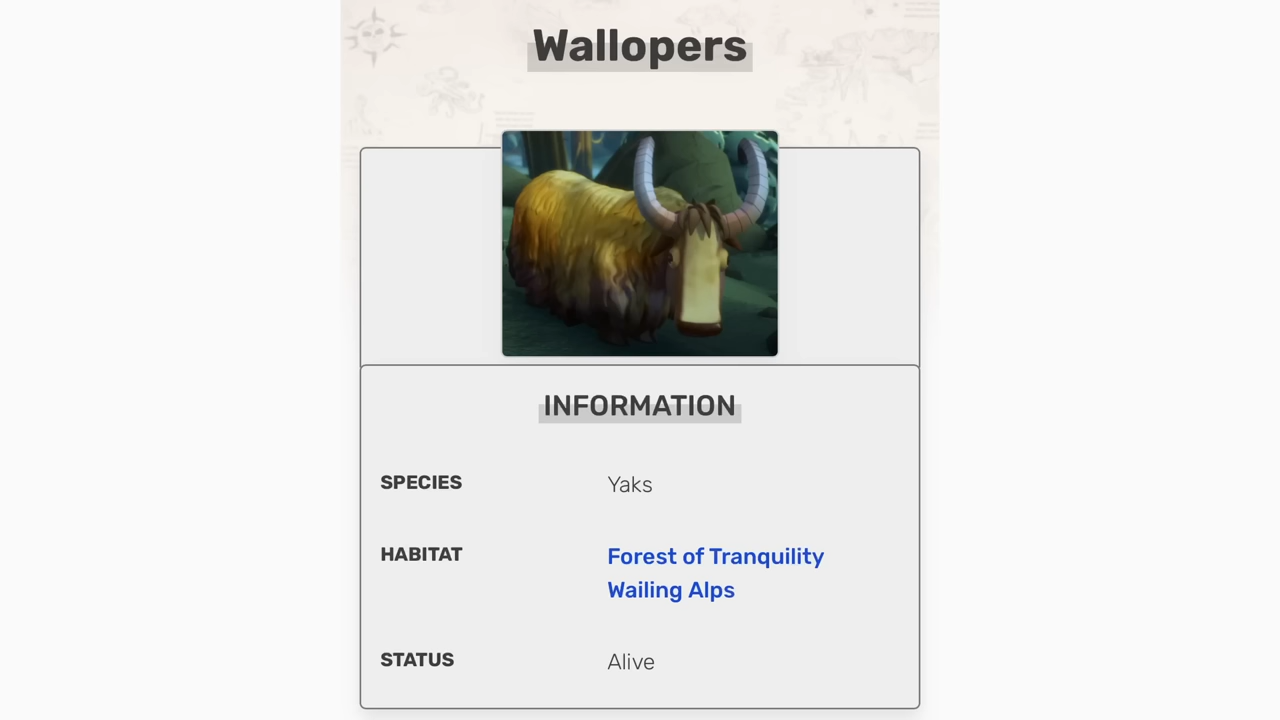 Wallopers
INFORMATION
SPECIES
Yaks
HABITAT
Forest of Tranquility
Wailing Alps
STATUS
Alive